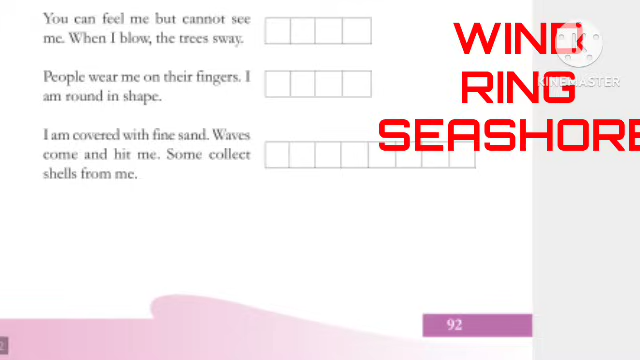 You can feel me but cannot see
me. When I blow, the trees sway.
WIND
People wear me on their fingers. I
am round in shape.
RING
I am covered with fine sand. Waves
come and hit me. Some collect
shells from me.
SEASHORE
K
KINEMASTER
92
2